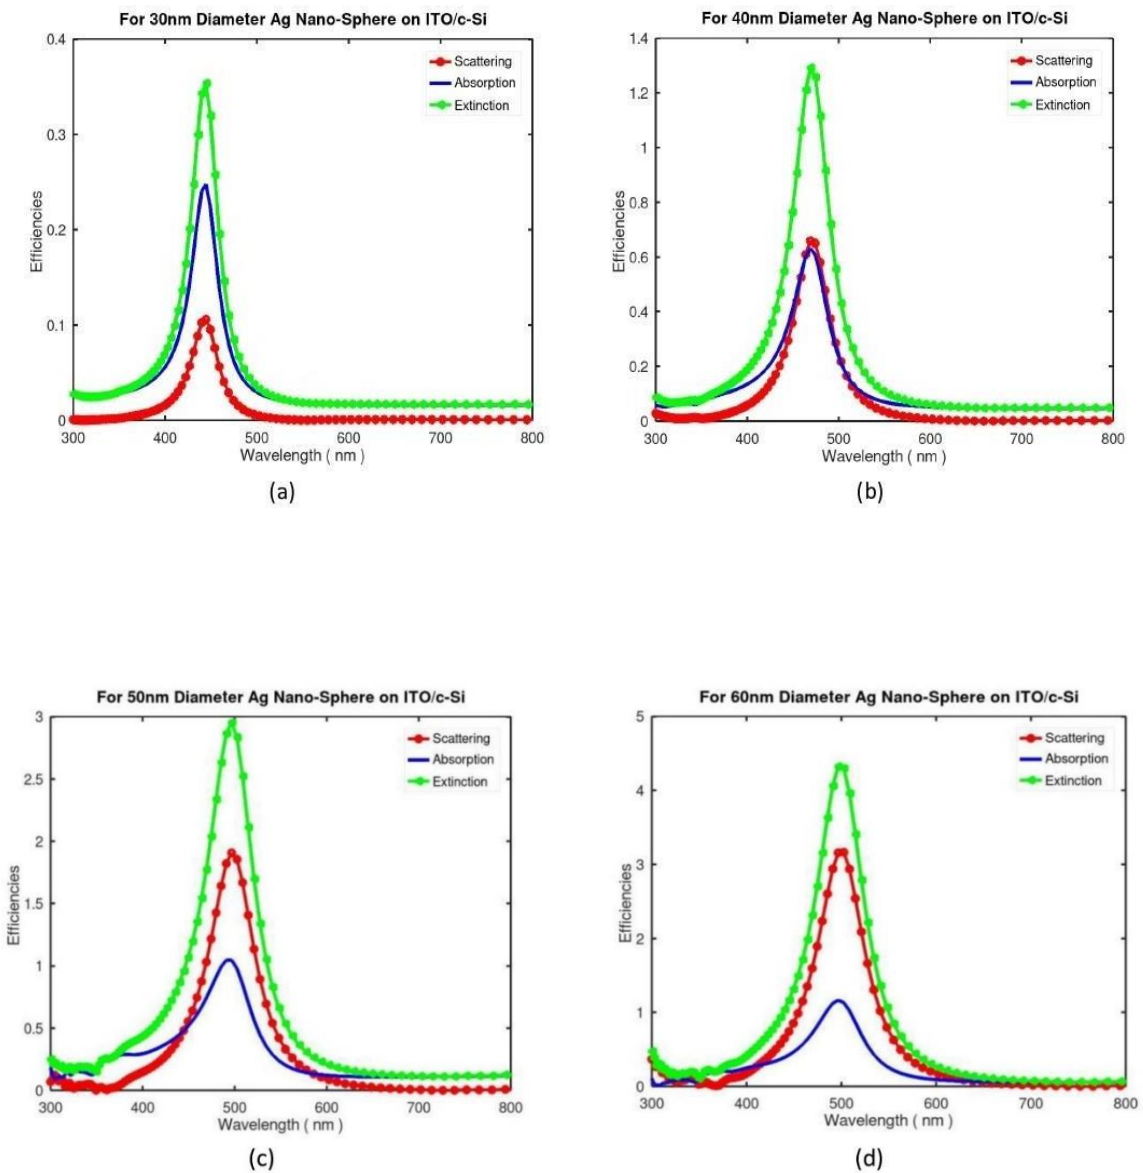 For 30nm Diameter Ag Nano-Sphere on ITO/c-Si
0.4
0.3
0.2
0.1
0
Efficiencies
Scattering
Absorption
Extinction
300 400 500 600 700 800
Wavelength ( nm )
(a)
For 40nm Diameter Ag Nano-Sphere on ITO/c-Si
1.4
1.2
1
0.8
0.6
0.4
0.2
0
Efficiencies
Scattering
Absorption
Extinction
300 400 500 600 700 800
Wavelength ( nm )
(b)
For 50nm Diameter Ag Nano-Sphere on ITO/c-Si
3
2.5
2
1.5
1
0.5
0
Efficiencies
Scattering
Absorption
Extinction
300 400 500 600 700 800
Wavelength ( nm )
(c)
For 60nm Diameter Ag Nano-Sphere on ITO/c-Si
5
4
3
2
1
0
Efficiencies
Scattering
Absorption
Extinction
300 400 500 600 700 800
Wavelength ( nm )
(d)